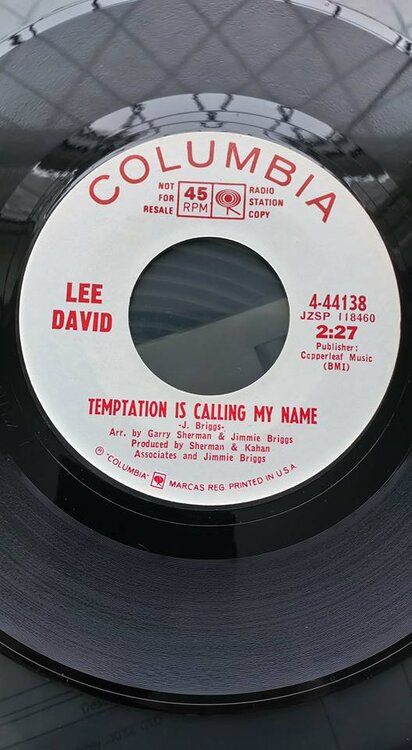 COLUMBIA
NOT FOR RESALE
45 RPM
RADIO STATION COPY
LEE DAVID
4-44138
JZSP 118460
2:27
Publisher:
Copperleaf Music
(BMI)
TEMPTATION IS CALLING MY NAME
-J. Briggs-
Arr. by Garry Sherman & Jimmie Briggs
Produced by Sherman & Kahan
Associates and Jimmie Briggs
Ⓟ "COLUMBIA" MARCAS REG. PRINTED IN U.S.A.